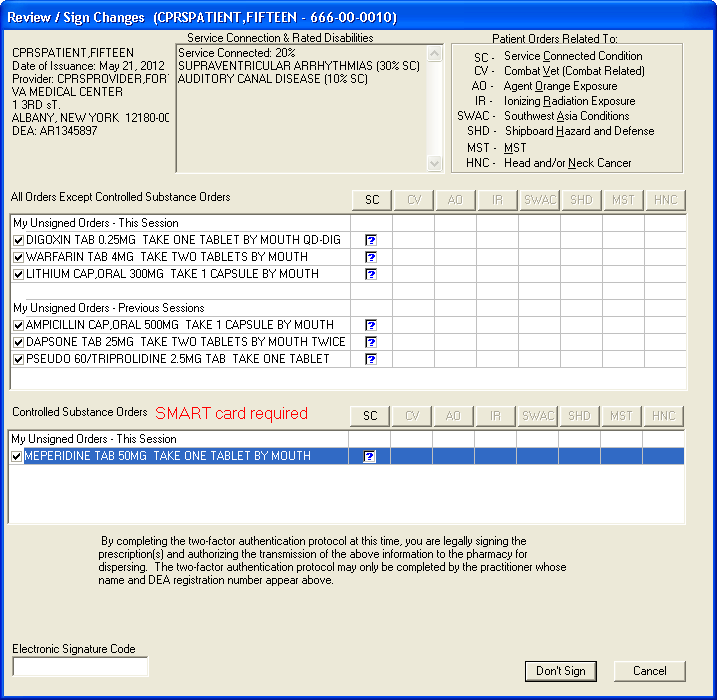 Review / Sign Changes (CPRSPATIENT,FIFTEEN - 666-00-0010)
CPRSPATIENT,FIFTEEN
Date of Issuance: May 21, 2012
Provider: CPRSPROVIDER,FOR
VA MEDICAL CENTER
1 3RD sT.
ALBANY, NEW YORK 12180-00
DEA: AR1345897
Service Connection & Rated Disabilities
Service Connected: 20%
SUPRAVENTRICULAR ARRHYTHMIAS (30% SC)
AUDITORY CANAL DISEASE (10% SC)
Patient Orders Related To:
SC - Service Connected Condition
CV - Combat Vet (Combat Related)
AO - Agent Orange Exposure
IR - Ionizing Radiation Exposure
SWAC - Southwest Asia Conditions
SHD - Shipboard Hazard and Defense
MST - MST
HNC - Head and/or Neck Cancer
All Orders Except Controlled Substance Orders SC CV AO IR SWAC SHD MST HNC
My Unsigned Orders - This Session
DIGOXIN TAB 0.25MG TAKE ONE TABLET BY MOUTH QD-DIG ?
WARFARIN TAB 4MG TAKE TWO TABLETS BY MOUTH ?
LITHIUM CAP,ORAL 300MG TAKE 1 CAPSULE BY MOUTH ?
My Unsigned Orders - Previous Sessions
AMPICILLIN CAP,ORAL 500MG TAKE 1 CAPSULE BY MOUTH ?
DAPSONE TAB 25MG TAKE TWO TABLETS BY MOUTH TWICE ?
PSEUDO 60/TRIPROLIDINE 2.5MG TAB TAKE ONE TABLET ?
Controlled Substance Orders SMART card required SC CV AO IR SWAC SHD MST HNC
My Unsigned Orders - This Session
MEPERIDINE TAB 50MG TAKE ONE TABLET BY MOUTH ?
By completing the two-factor authentication protocol at this time, you are legally signing the
prescription(s) and authorizing the transmission of the above information to the pharmacy for
dispersing. The two-factor authentication protocol may only be completed by the practitioner whose
name and DEA registration number appear above.
Electronic Signature Code
Don't Sign Cancel